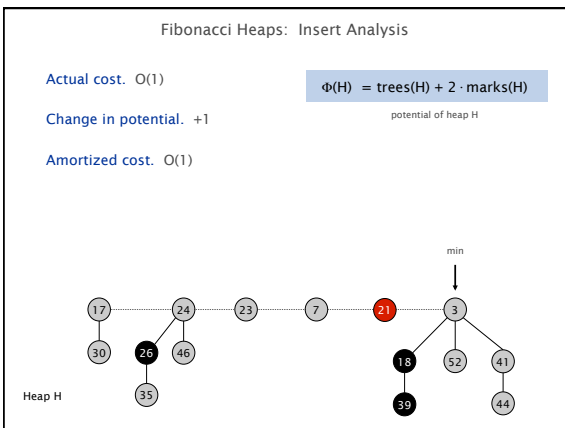 Fibonacci Heaps: Insert Analysis
Actual cost. O(1)
Φ(H) = trees(H) + 2 · marks(H)
potential of heap H
Change in potential. +1
Amortized cost. O(1)
min
17 24 23 7 21 3
30 26 46 18 52 41
35 39 44
Heap H